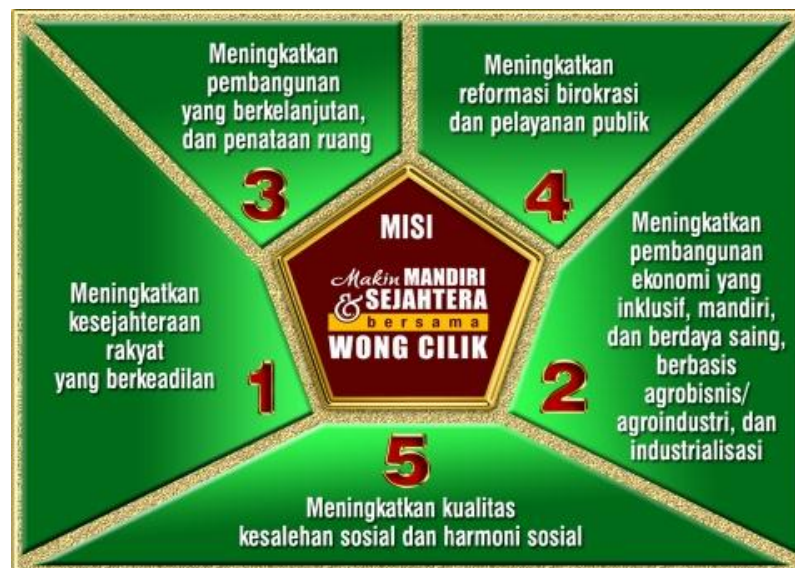 MISI
Makin MANDIRI
& SEJAHTERA
bersama
WONG CILIK
Meningkatkan
kesejahteraan
rakyat
yang berkeadilan
1
Meningkatkan
pembangunan
ekonomi yang
inklusif, mandiri,
dan berdaya saing,
berbasis
agrobisnis/
agroindustri, dan
industrialisasi
2
Meningkatkan
pembangunan
yang berkelanjutan,
dan penataan ruang
3
Meningkatkan
reformasi birokrasi
dan pelayanan publik
4
5
Meningkatkan kualitas
kesalehan sosial dan harmoni sosial